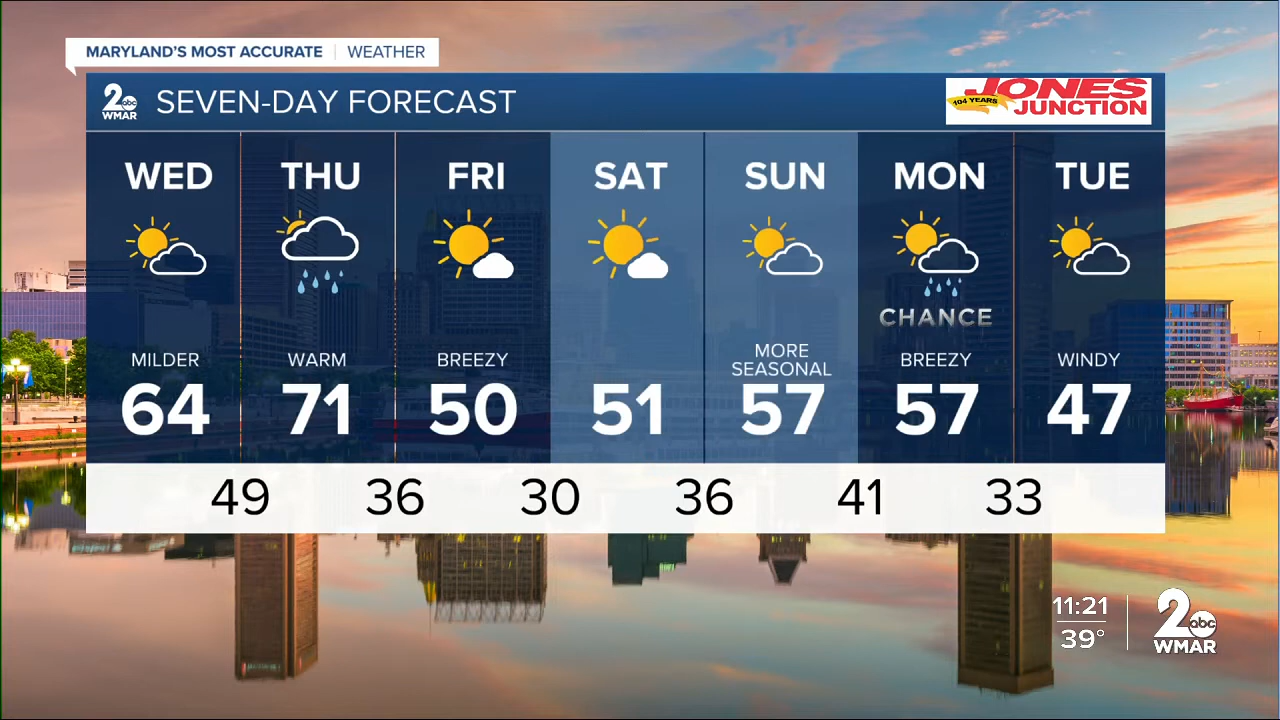 MARYLAND'S MOST ACCURATE | WEATHER
2 abc WMAR SEVEN-DAY FORECAST
JONES
104 YEARS JUNCTION
WED THU FRI SAT SUN MON TUE
CHANCE
MILDER WARM BREEZY MORE SEASONAL BREEZY WINDY
64 71 50 51 57 57 47
49 36 30 36 41 33
11:21
39°
2 abc
WMAR